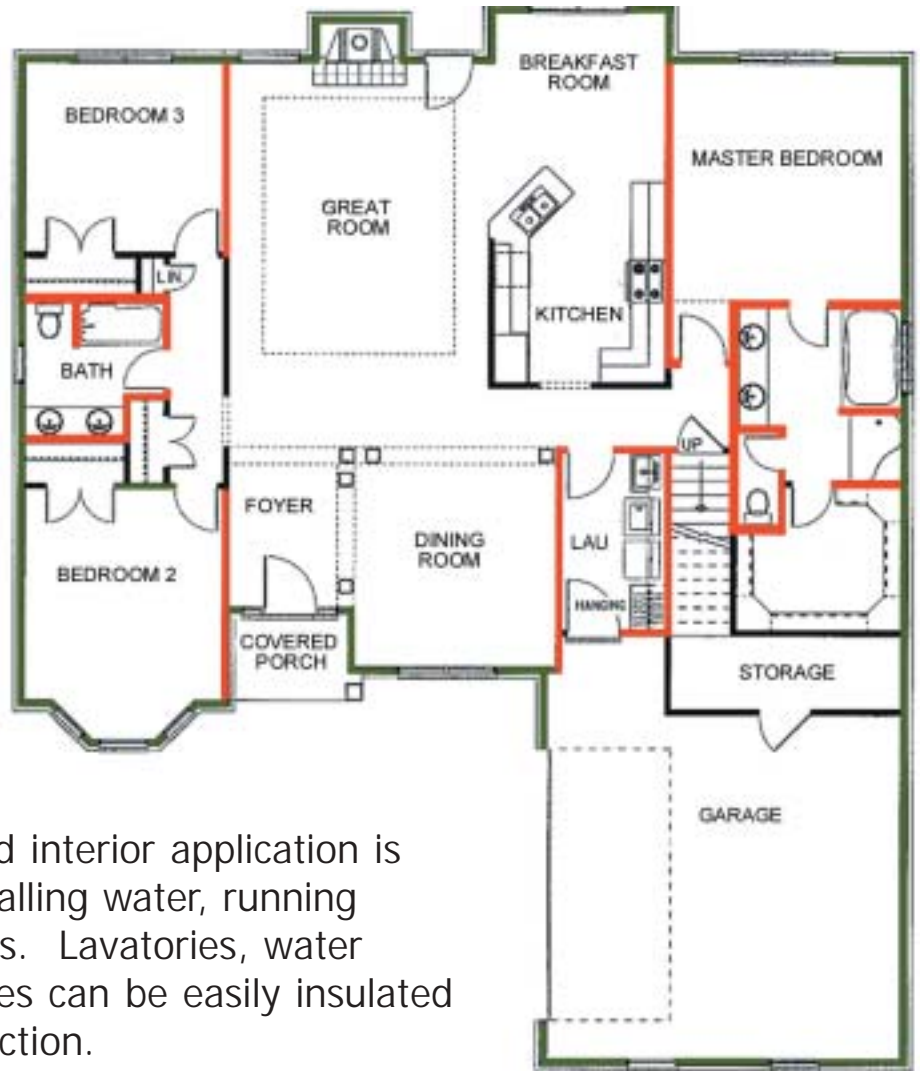 BREAKFAST
ROOM
BEDROOM 3
MASTER BEDROOM
GREAT
ROOM
LIN.
KITCHEN
BATH
UP
FOYER
DINING
ROOM
LAU
BEDROOM 2
HANGING
COVERED
PORCH
STORAGE
GARAGE
d interior application is
alling water, running
s. Lavatories, water
es can be easily insulated
ction.